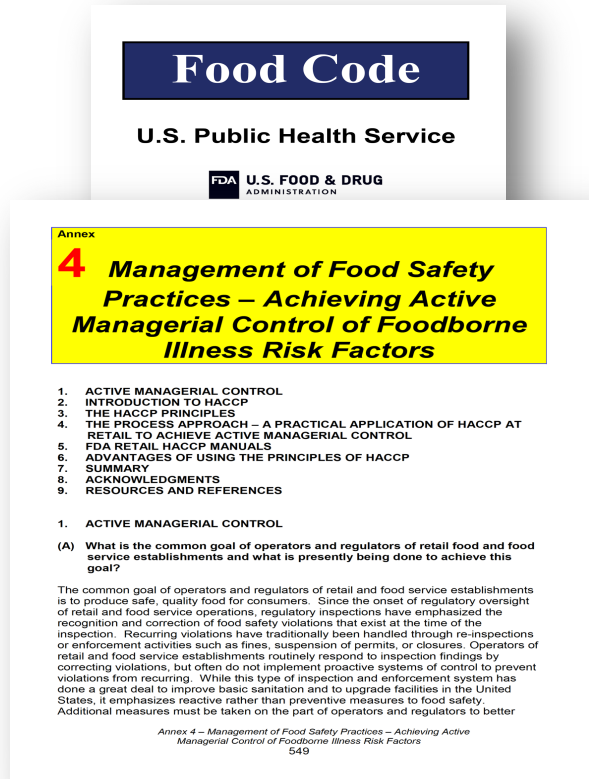 Food Code
U.S. Public Health Service
FDA U.S. FOOD & DRUG
ADMINISTRATION
Annex
4 Management of Food Safety
Practices – Achieving Active
Managerial Control of Foodborne
Illness Risk Factors
1. ACTIVE MANAGERIAL CONTROL
2. INTRODUCTION TO HACCP
3. THE HACCP PRINCIPLES
4. THE PROCESS APPROACH – A PRACTICAL APPLICATION OF HACCP AT
RETAIL TO ACHIEVE ACTIVE MANAGERIAL CONTROL
5. FDA RETAIL HACCP MANUALS
6. ADVANTAGES OF USING THE PRINCIPLES OF HACCP
7. SUMMARY
8. ACKNOWLEDGMENTS
9. RESOURCES AND REFERENCES
1. ACTIVE MANAGERIAL CONTROL
(A) What is the common goal of operators and regulators of retail food and food
service establishments and what is presently being done to achieve this
goal?
The common goal of operators and regulators of retail and food service establishments
is to produce safe, quality food for consumers. Since the onset of regulatory oversight
of retail and food service operations, regulatory inspections have emphasized the
recognition and correction of food safety violations that exist at the time of the
inspection. Recurring violations have traditionally been handled through re-inspections
or enforcement activities such as fines, suspension of permits, or closures. Operators of
retail and food service establishments routinely respond to inspection findings by
correcting violations, but often do not implement proactive systems of control to prevent
violations from recurring. While this type of inspection and enforcement system has
done a great deal to improve basic sanitation and to upgrade facilities in the United
States, it emphasizes reactive rather than preventive measures to food safety.
Additional measures must be taken on the part of operators and regulators to better
Annex 4 – Management of Food Safety Practices – Achieving Active
Managerial Control of Foodborne Illness Risk Factors
549